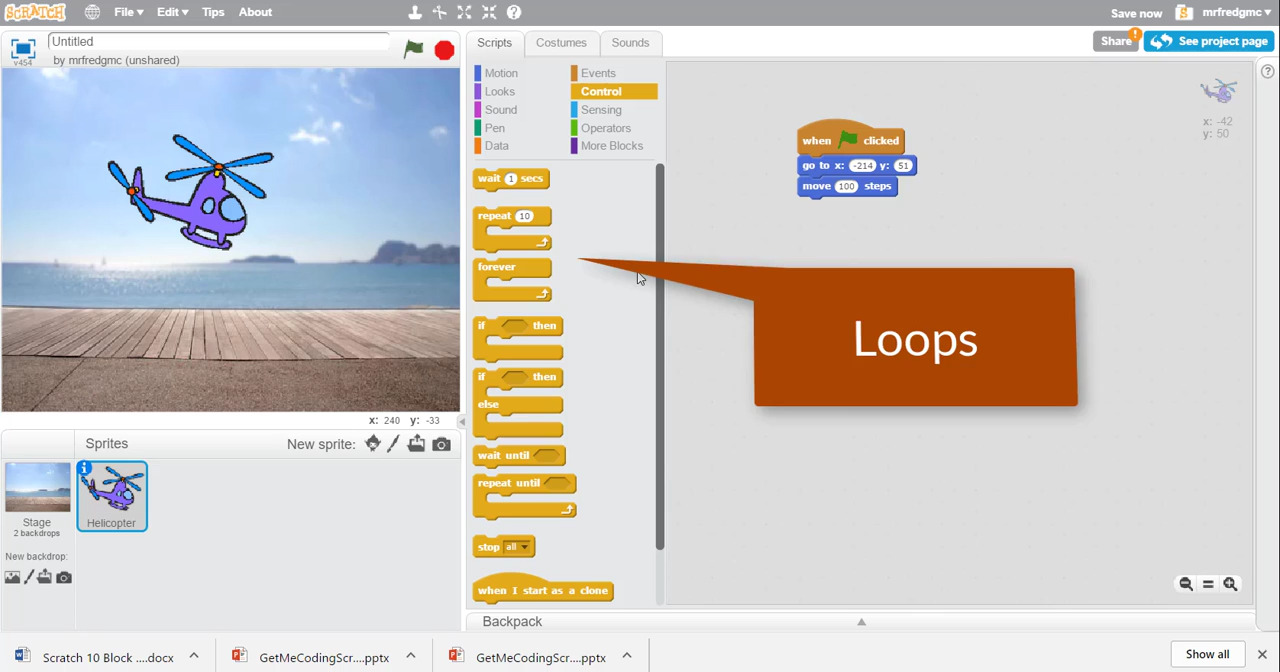 SCRATCH
File▾ Edit▾ Tips About
Save now
mrfredgmc▾
v454
Untitled
by mrfredgmc (unshared)
Scripts
Costumes
Sounds
Share
See project page
Motion
Looks
Sound
Pen
Data
Events
Control
Sensing
Operators
More Blocks
wait 1 secs
repeat 10
forever
if then
if then
else
wait until
repeat until
stop all
when I start as a clone
when clicked
go to x: -214 y: 51
move 100 steps
x: -42
y: 50
Loops
x: 240 y: -33
Sprites
New sprite:
Stage
2 backdrops
New backdrop:
Helicopter
Backpack
Scratch 10 Block ....docx
GetMeCodingScr....pptx
GetMeCodingScr....pptx
Show all